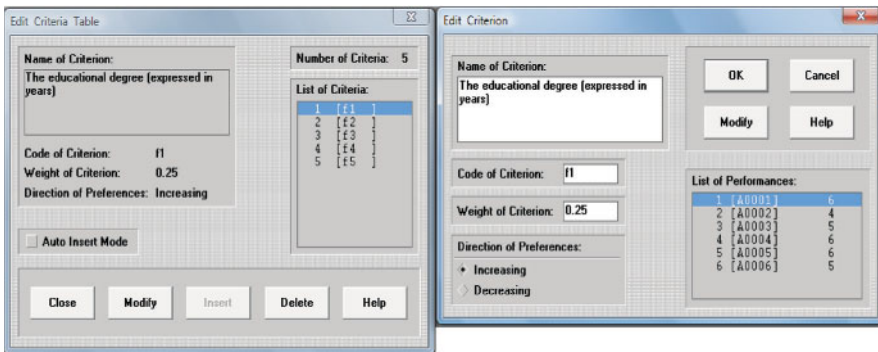 Edit Criteria Table
Name of Criterion:
The educational degree (expressed in
years)
Code of Criterion: f1
Weight of Criterion: 0.25
Direction of Preferences: Increasing
Auto Insert Mode
Number of Criteria: 5
List of Criteria:
1 [f1 ]
2 [f2 ]
3 [f3 ]
4 [f4 ]
5 [f5 ]
Close Modify Insert Delete Help
Edit Criterion
Name of Criterion:
The educational degree (expressed in
years)
Code of Criterion: f1
Weight of Criterion: 0.25
Direction of Preferences:
Increasing
Decreasing
OK Cancel
Modify Help
List of Performances:
1 [A0001] 6
2 [A0002] 4
3 [A0003] 5
4 [A0004] 6
5 [A0005] 6
6 [A0006] 5